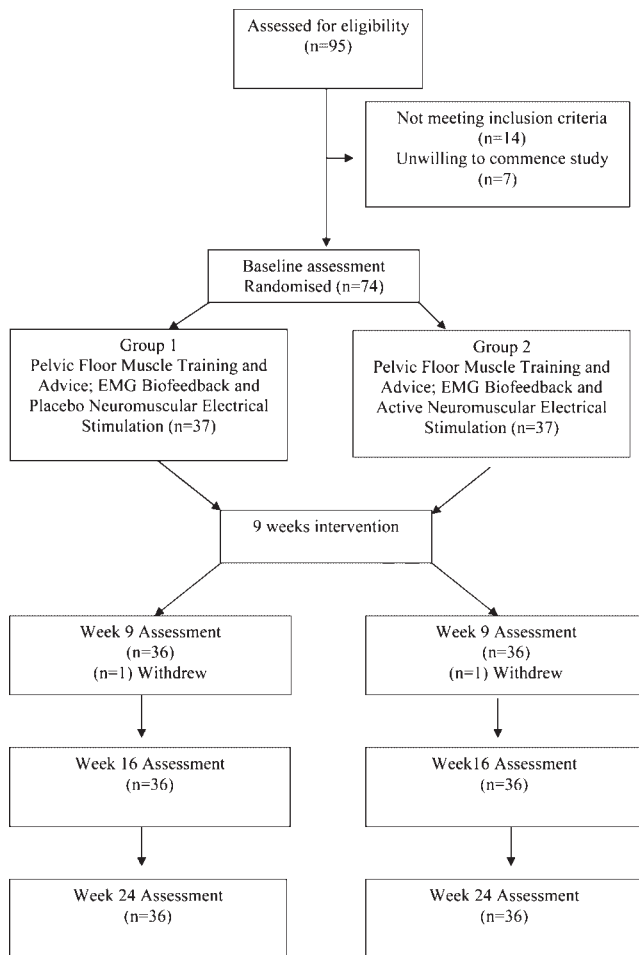 Assessed for eligibility
(n=95)
Not meeting inclusion criteria
(n=14)
Unwilling to commence study
(n=7)
Baseline assessment
Randomised (n=74)
Group 1
Pelvic Floor Muscle Training and
Advice; EMG Biofeedback and
Placebo Neuromuscular Electrical
Stimulation (n=37)
Group 2
Pelvic Floor Muscle Training and
Advice; EMG Biofeedback and
Active Neuromuscular Electrical
Stimulation (n=37)
9 weeks intervention
Week 9 Assessment
(n=36)
(n=1) Withdrew
Week 9 Assessment
(n=36)
(n=1) Withdrew
Week 16 Assessment
(n=36)
Week16 Assessment
(n=36)
Week 24 Assessment
(n=36)
Week 24 Assessment
(n=36)